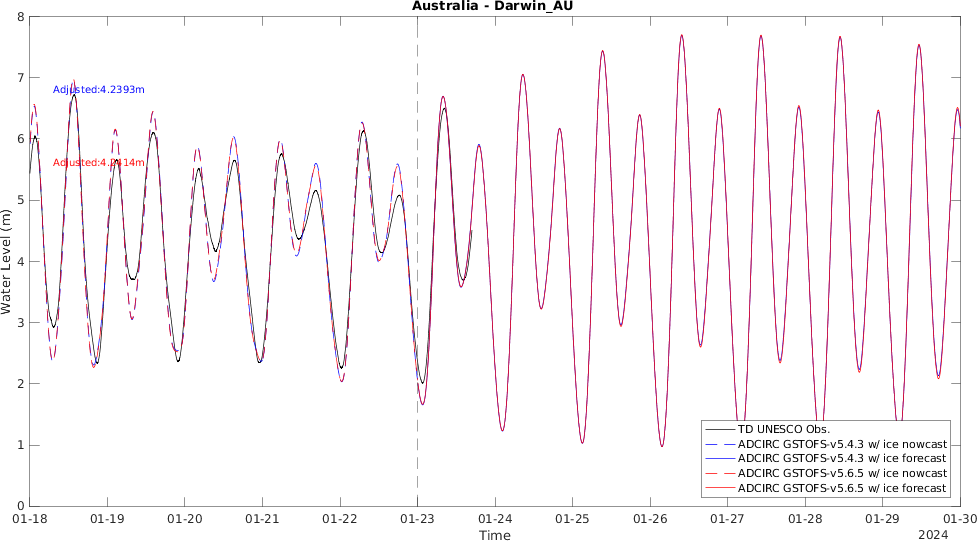 Australia - Darwin_AU
8
7
6
5
4
3
2
1
0
Water Level (m)
Adjusted:4.2393m
TD UNESCO Obs.
ADCIRC GSTOFS-v5.4.3 w/ ice nowcast
ADCIRC GSTOFS-v5.4.3 w/ ice forecast
ADCIRC GSTOFS-v5.6.5 w/ ice nowcast
ADCIRC GSTOFS-v5.6.5 w/ ice forecast
01-18 01-19 01-20 01-21 01-22 01-23 01-24 01-25 01-26 01-27 01-28 01-29 01-30
Time
2024